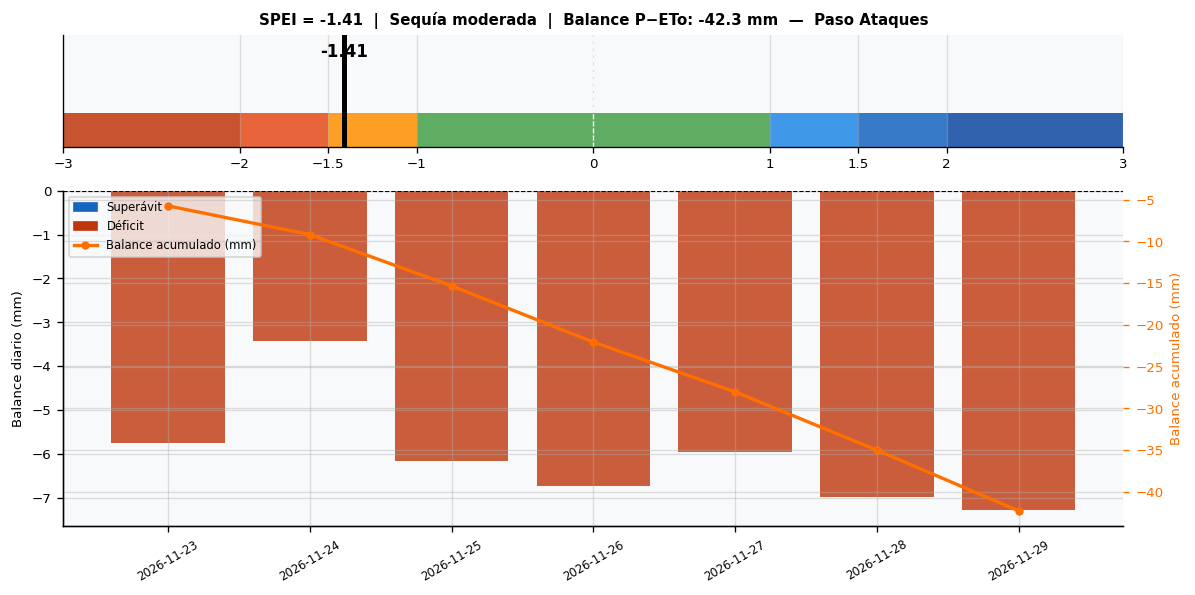 SPEI = -1.41 | Sequía moderada | Balance P−ETo: -42.3 mm — Paso Ataques
-1.41
−3 −2 −1.5 −1 0 1 1.5 2 3
Superávit
Déficit
Balance acumulado (mm)
Balance diario (mm)
0
−1
−2
−3
−4
−5
−6
−7
−5
−10
−15
−20
−25
−30
−35
−40
Balance acumulado (mm)
2026-11-23 2026-11-24 2026-11-25 2026-11-26 2026-11-27 2026-11-28 2026-11-29